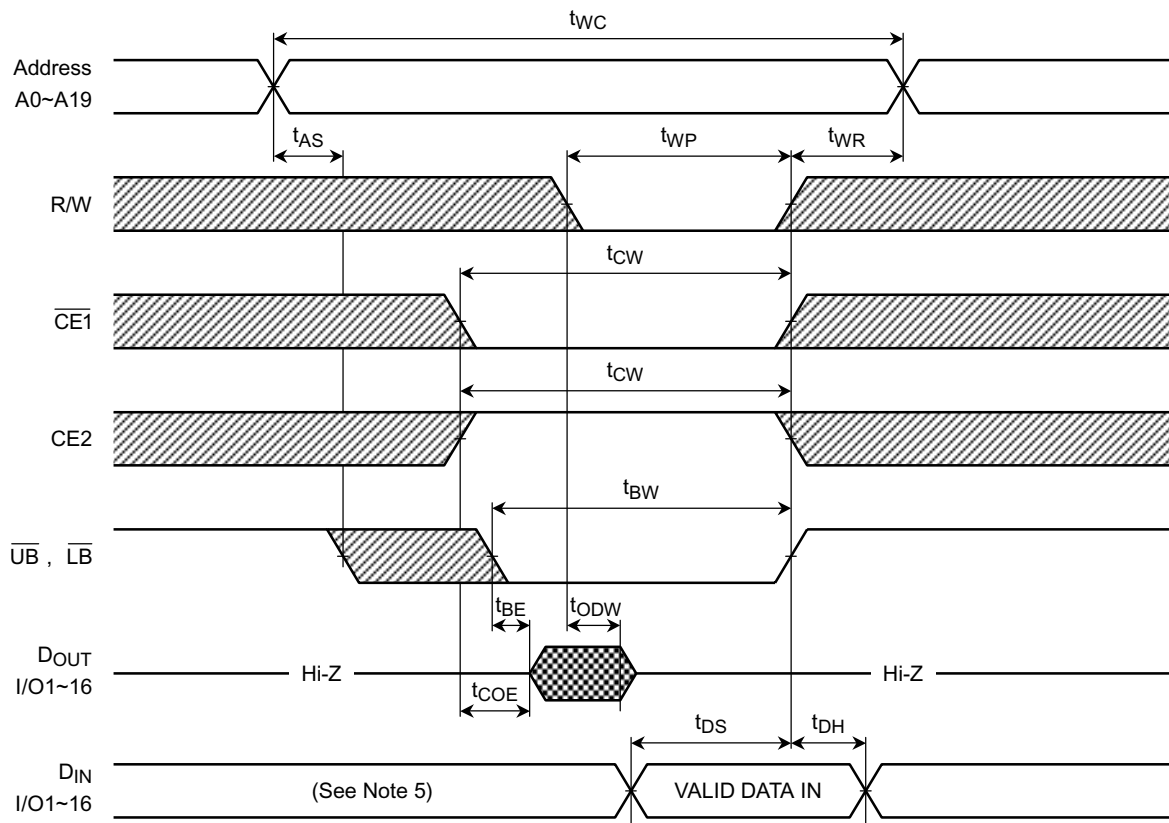 tWC
Address
A0~A19
tAS
tWP
tWR
R/W
tCW
CE1
tCW
CE2
tBW
UB , LB
tBE
tODW
DOUT
I/O1~16
Hi-Z
Hi-Z
tCOE
tDS
tDH
DIN
I/O1~16
(See Note 5)
VALID DATA IN